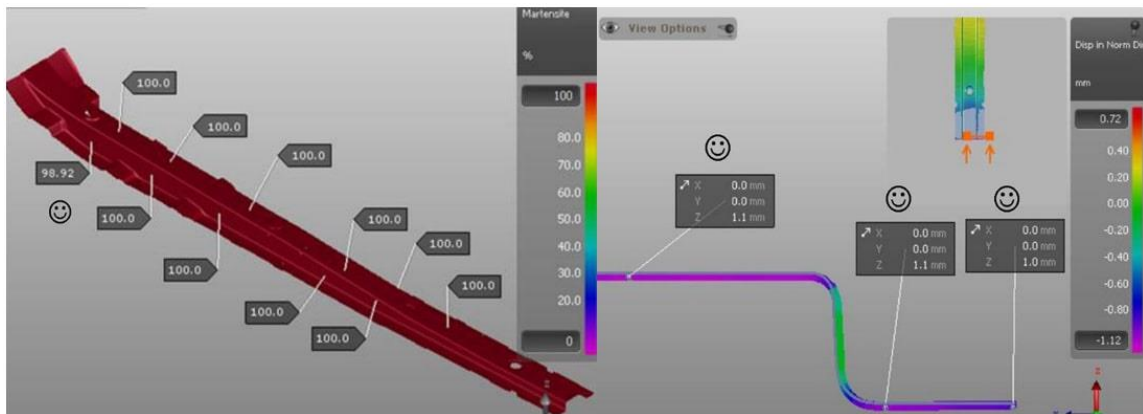 Martensite
%
100
80.0
70.0
60.0
50.0
40.0
30.0
20.0
0
100.0
100.0
100.0
98.92
100.0
100.0
100.0
100.0
100.0
100.0
100.0
View Options
Disp in Norm Di
mm
0.72
0.40
0.20
0.00
-0.20
-0.40
-0.60
-0.80
-1.12
X 0.0 mm
Y 0.0 mm
Z 1.1 mm
X 0.0 mm
Y 0.0 mm
Z 1.1 mm
X 0.0 mm
Y 0.0 mm
Z 1.0 mm
z
z